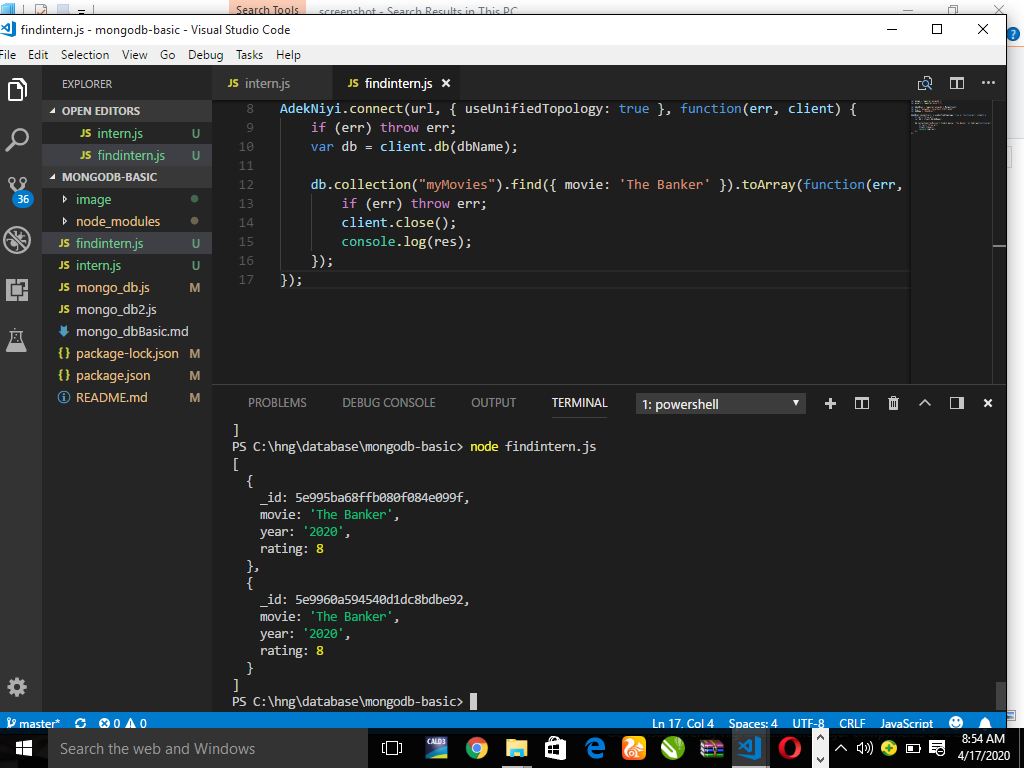 Search Tools
screenshot - Search Results in This PC
findintern.js - mongodb-basic - Visual Studio Code
File Edit Selection View Go Debug Tasks Help
EXPLORER
OPEN EDITORS
JS intern.js U
JS findintern.js U
MONGODB-BASIC
image
node_modules
JS findintern.js U
JS intern.js U
JS mongo_db.js M
JS mongo_db2.js
mongo_dbBasic.md
{} package-lock.json M
{} package.json M
README.md M
36
JS intern.js
JS findintern.js
8 AdekNiyi.connect(url, { useUnifiedTopology: true }, function(err, client) {
9 if (err) throw err;
10 var db = client.db(dbName);
11
12 db.collection("myMovies").find({ movie: 'The Banker' }).toArray(function(err,
13 if (err) throw err;
14 client.close();
15 console.log(res);
16 });
17 });
PROBLEMS DEBUG CONSOLE OUTPUT TERMINAL 1: powershell
]
PS C:\hng\database\mongodb-basic> node findintern.js
[
{
_id: 5e995ba68ffb080f084e099f,
movie: 'The Banker',
year: '2020',
rating: 8
},
{
_id: 5e9960a594540d1dc8bdbe92,
movie: 'The Banker',
year: '2020',
rating: 8
}
]
PS C:\hng\database\mongodb-basic>
master* 0 0 Ln 17, Col 4 Spaces: 4 UTF-8 CRLF JavaScript
Search the web and Windows
CALD3
8:54 AM
4/17/2020